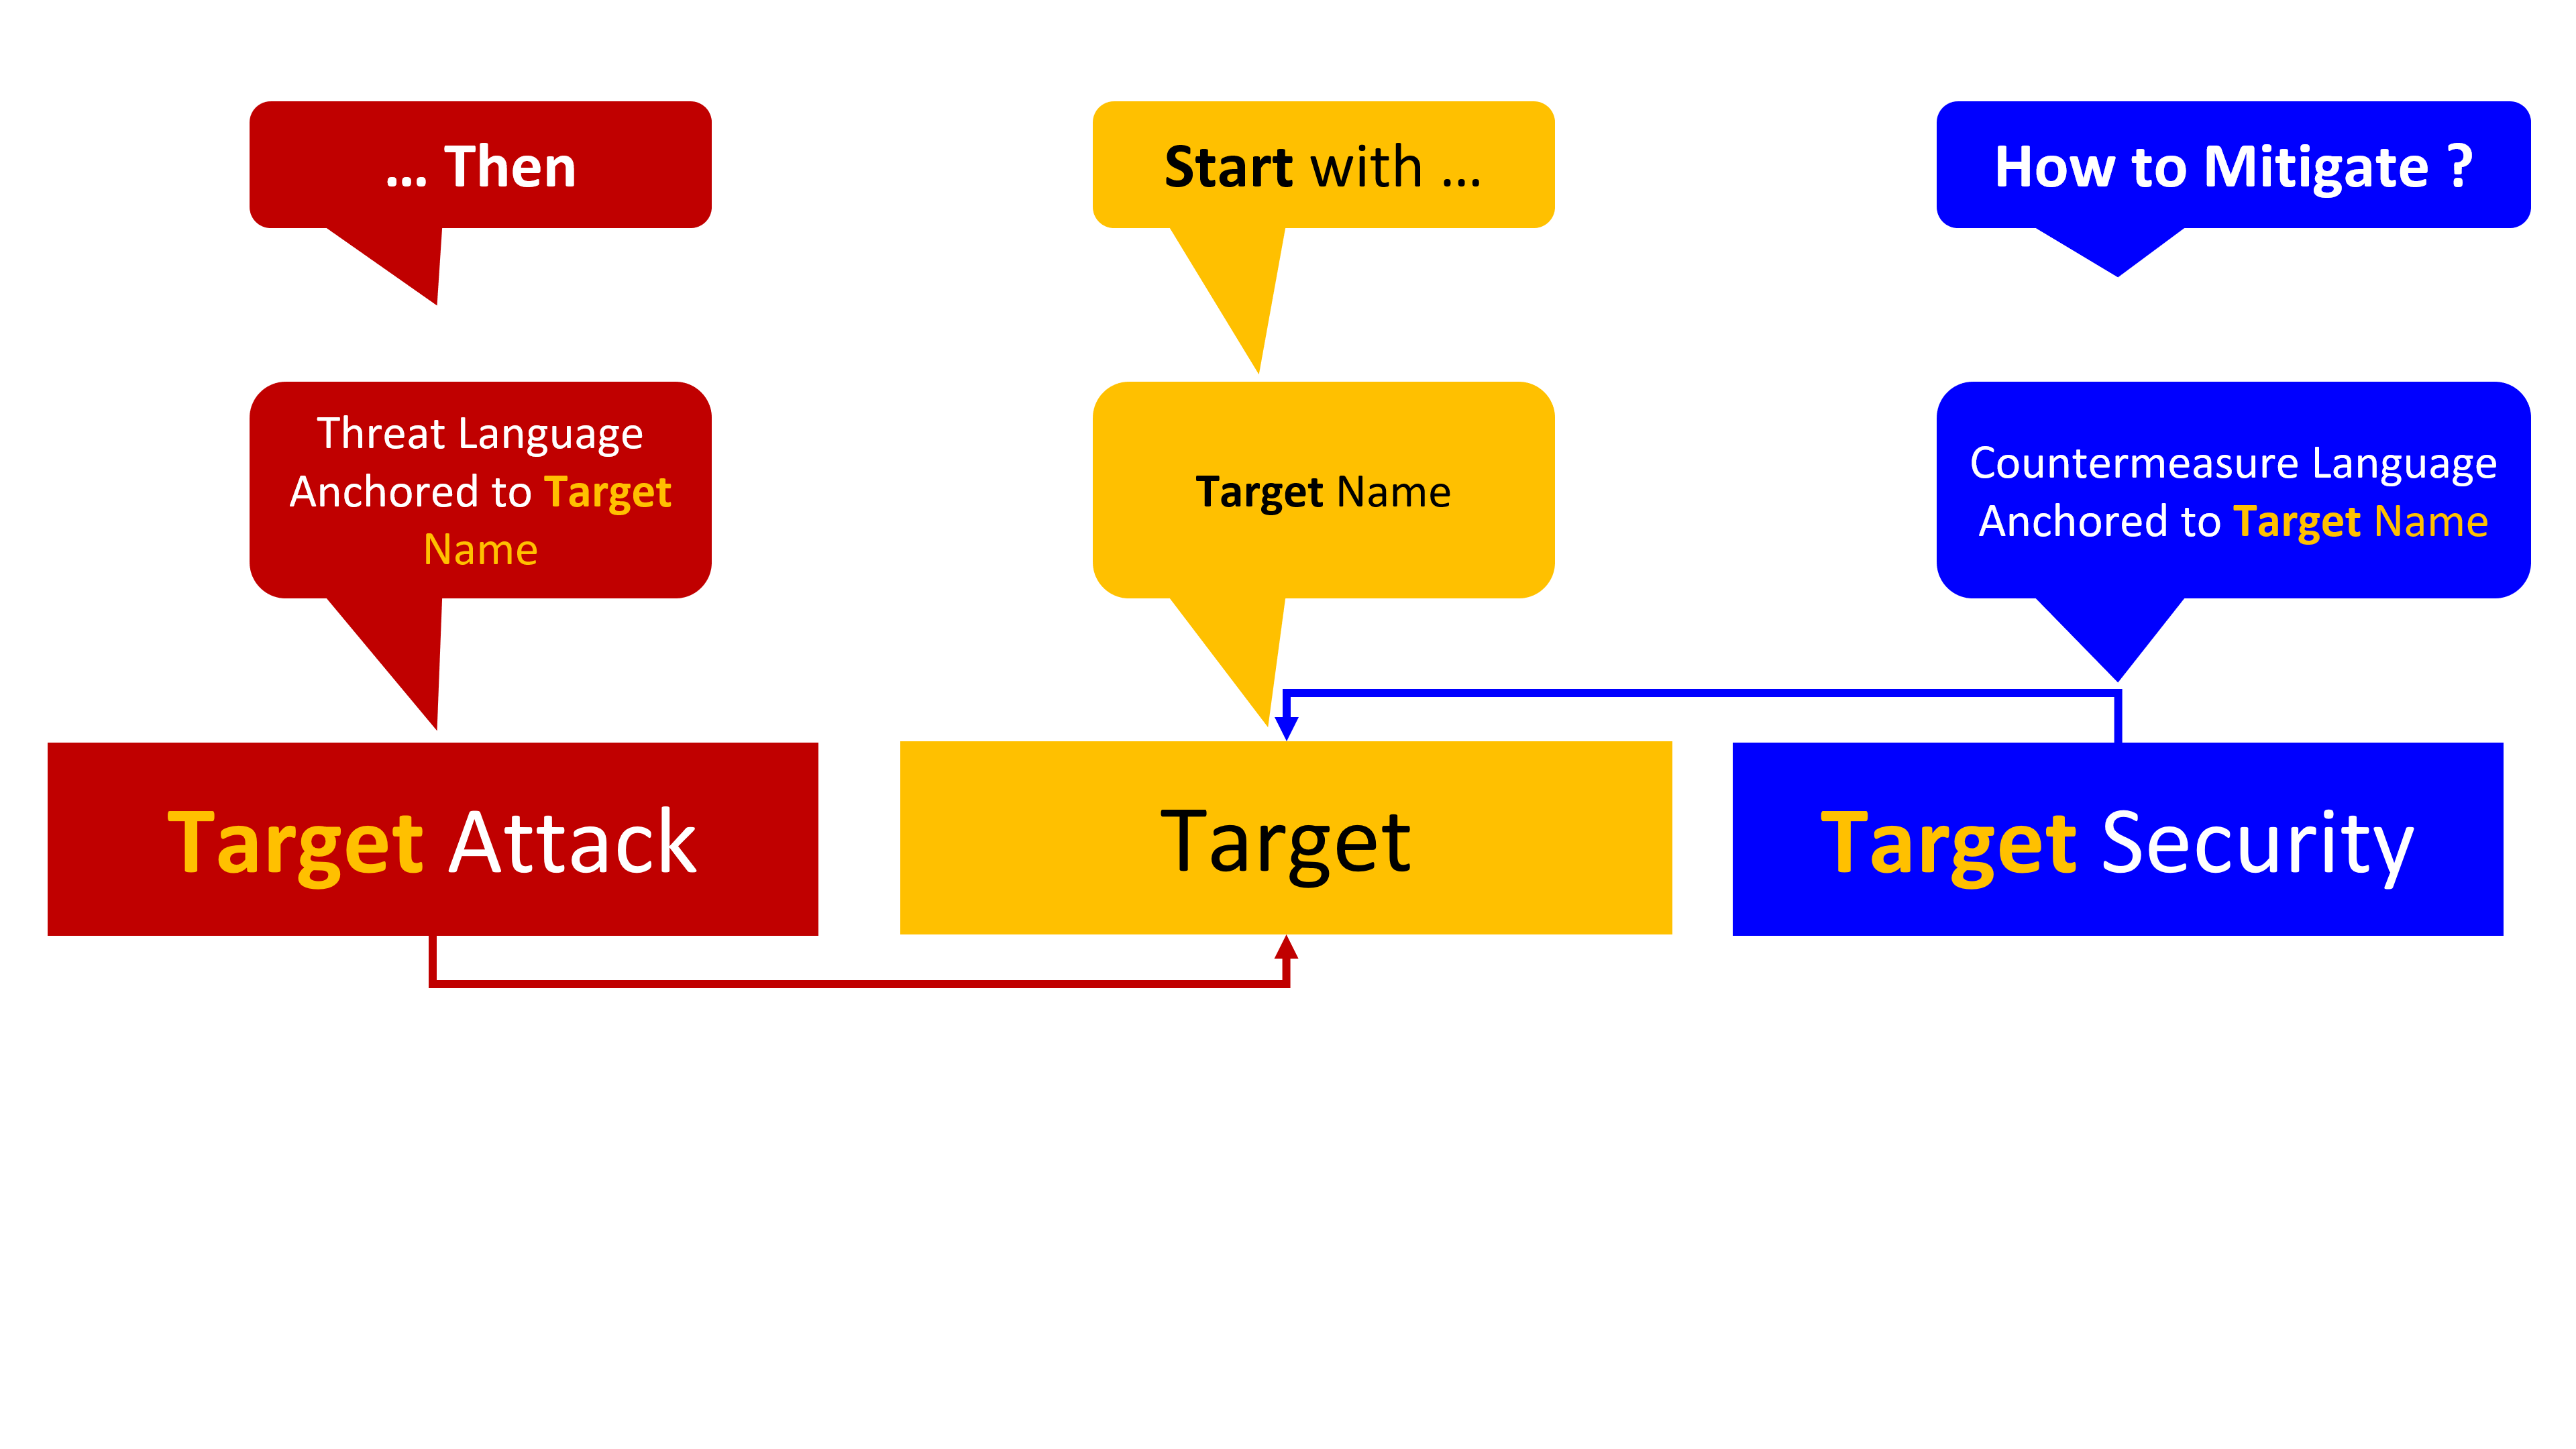 … Then
Start with …
How to Mitigate ?
Threat Language
Anchored to Target
Name
Target Name
Countermeasure Language
Anchored to Target Name
Target Attack
Target
Target Security